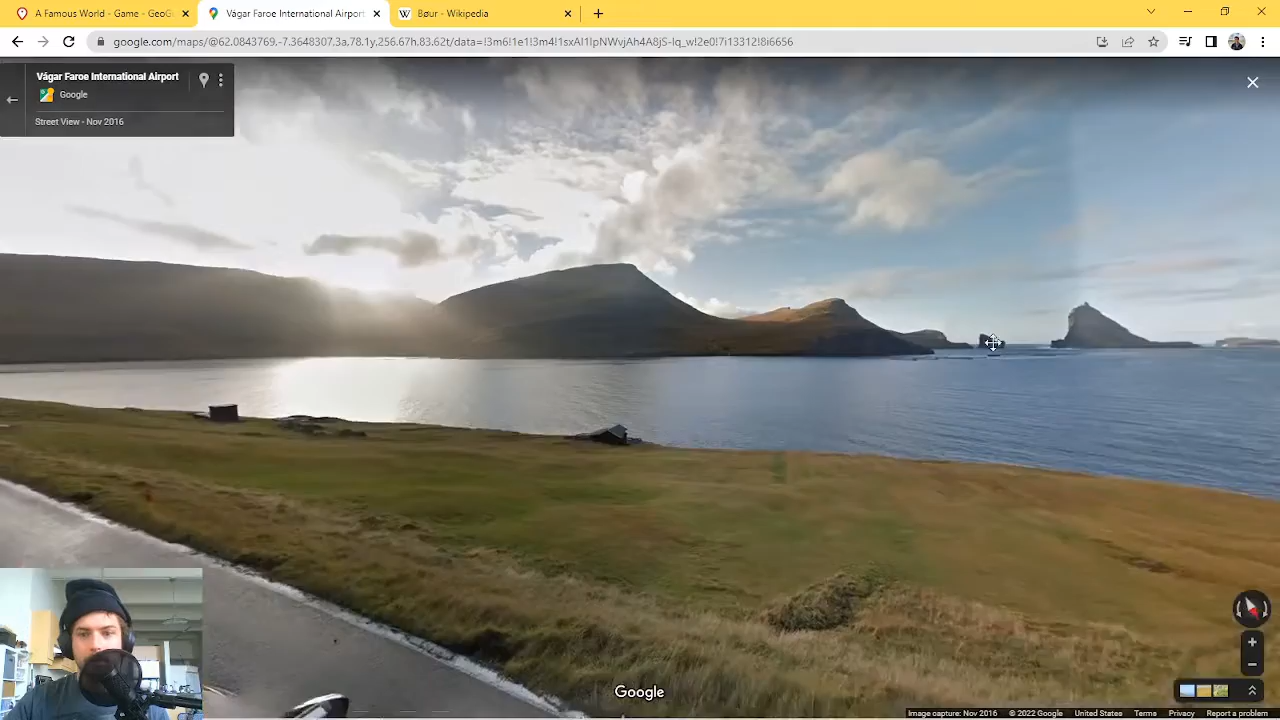 A Famous World - Game - GeoG
Vágar Faroe International Airport
Bøur - Wikipedia
google.com/maps/@62.0843769,-7.3648307,3a,78.1y,256.67h,83.62t/data=!3m6!1e1!3m4!1sxAI1lpNWvjAh4A8jS-Iq_w!2e0!7i13312!8i6656
Vágar Faroe International Airport
Google
Street View - Nov 2016
Google
Image capture: Nov 2016 © 2022 Google United States Terms Privacy Report a problem